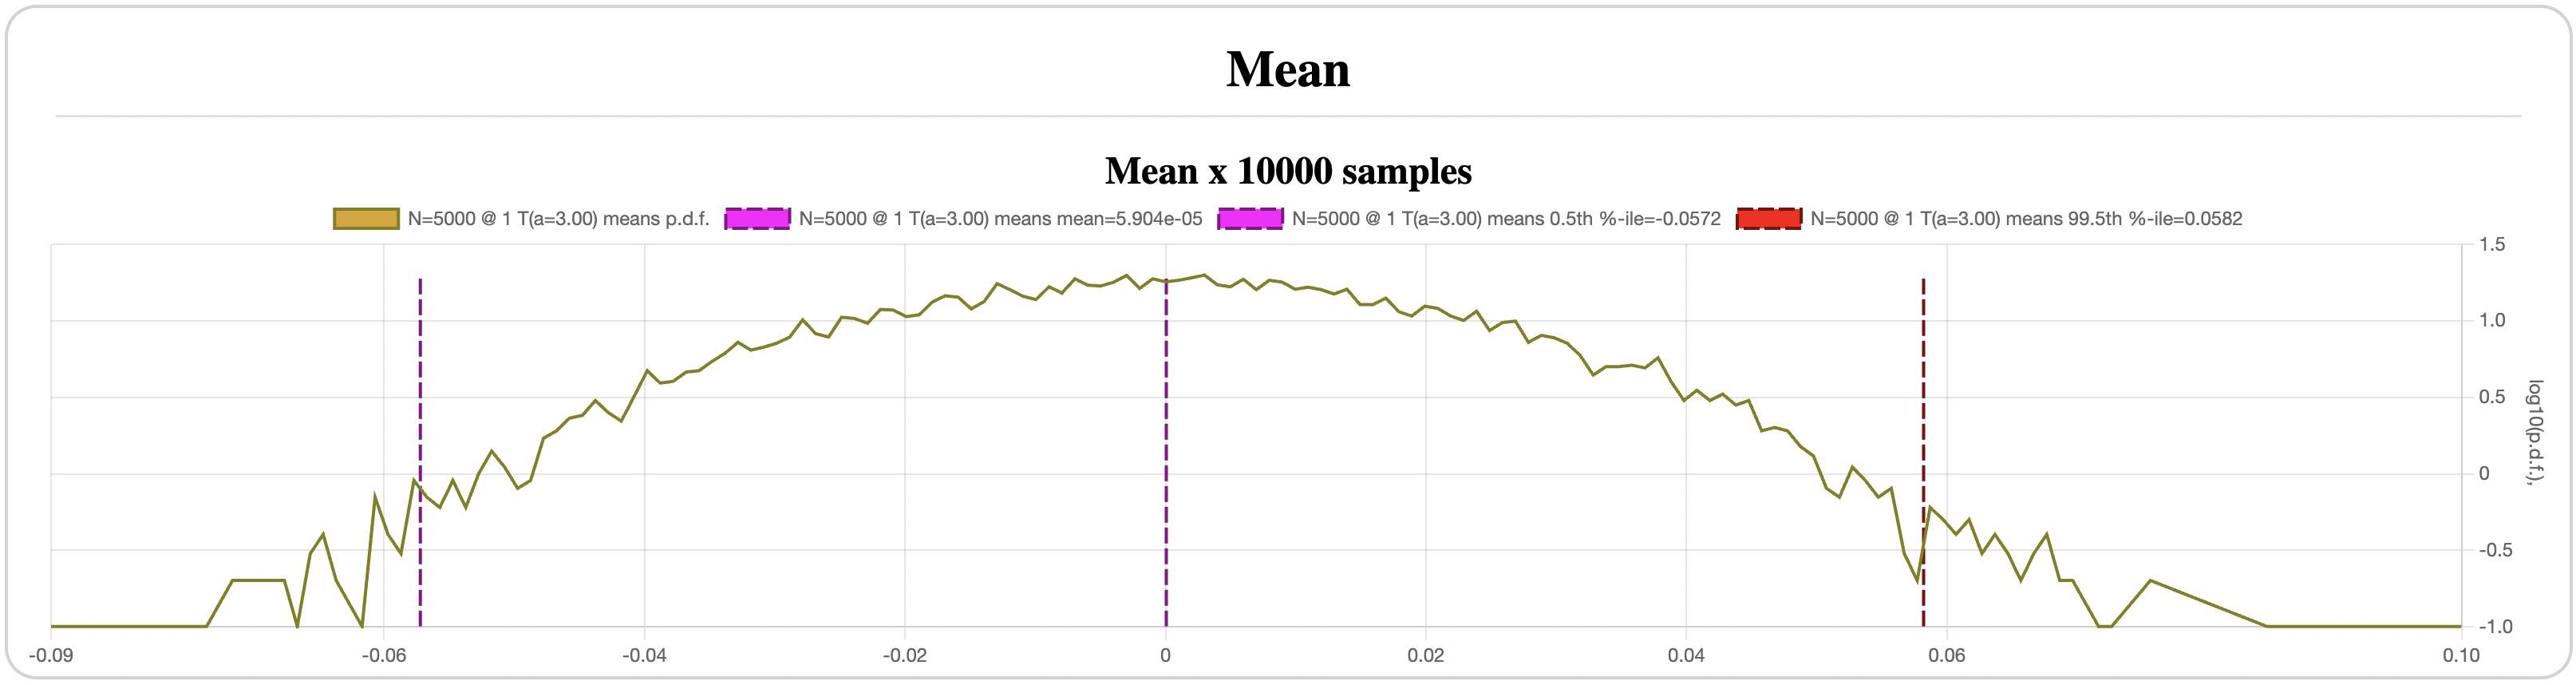 Mean
Mean x 10000 samples
N=5000 @ 1 T(a=3.00) means p.d.f. N=5000 @ 1 T(a=3.00) means mean=5.904e-05 N=5000 @ 1 T(a=3.00) means 0.5th %-ile=-0.0572 N=5000 @ 1 T(a=3.00) means 99.5th %-ile=0.0582
1.5
1.0
0.5
0
-0.5
-1.0
log10(p.d.f.),
-0.09 -0.06 -0.04 -0.02 0 0.02 0.04 0.06 0.10